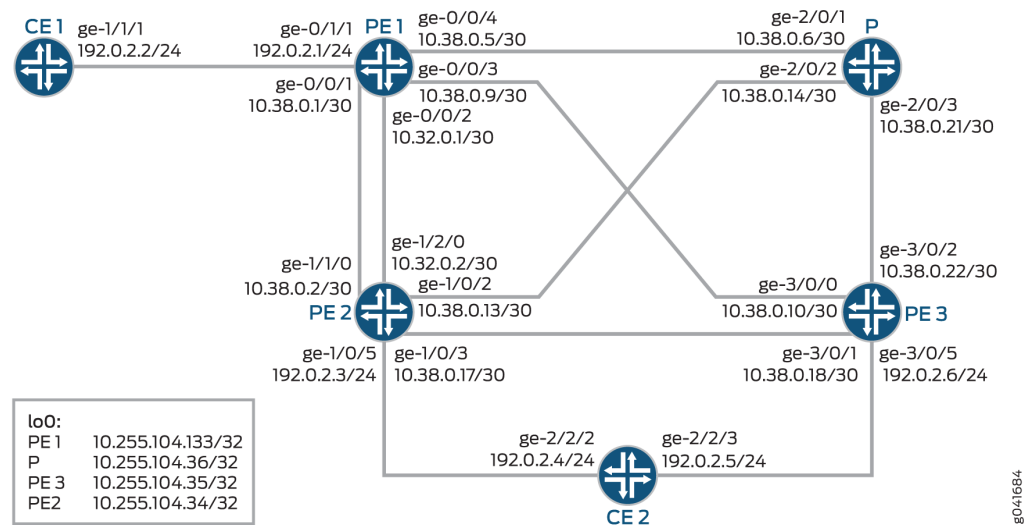 CE 1
ge-1/1/1
192.0.2.2/24
ge-0/1/1
192.0.2.1/24
PE 1
ge-0/0/4
10.38.0.5/30
ge-2/0/1
10.38.0.6/30
P
ge-0/0/1
10.38.0.1/30
ge-0/0/3
10.38.0.9/30
ge-0/0/2
10.32.0.1/30
ge-2/0/2
10.38.0.14/30
ge-2/0/3
10.38.0.21/30
ge-1/1/0
10.38.0.2/30
ge-1/2/0
10.32.0.2/30
ge-1/0/2
10.38.0.13/30
PE 2
ge-3/0/2
10.38.0.22/30
ge-3/0/0
10.38.0.10/30
PE 3
ge-1/0/5
192.0.2.3/24
ge-1/0/3
10.38.0.17/30
ge-3/0/1
10.38.0.18/30
ge-3/0/5
192.0.2.6/24
ge-2/2/2
192.0.2.4/24
ge-2/2/3
192.0.2.5/24
CE 2
lo0:
PE 1 10.255.104.133/32
P 10.255.104.36/32
PE 3 10.255.104.35/32
PE2 10.255.104.34/32
g041684